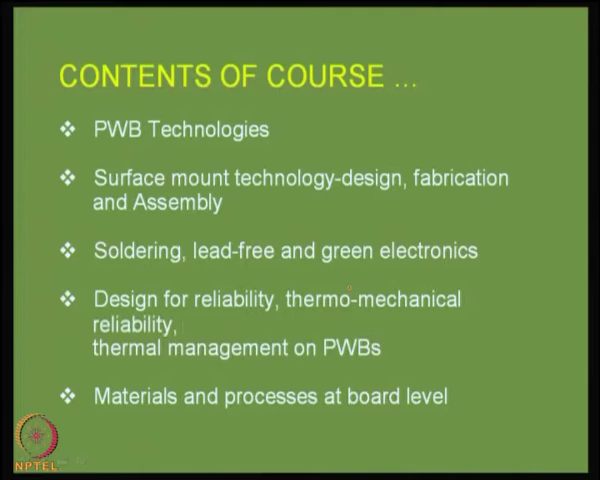 CONTENTS OF COURSE ...
❖ PWB Technologies
❖ Surface mount technology-design, fabrication
and Assembly
❖ Soldering, lead-free and green electronics
❖ Design for reliability, thermo-mechanical
reliability,
thermal management on PWBs
❖ Materials and processes at board level
NPTEL